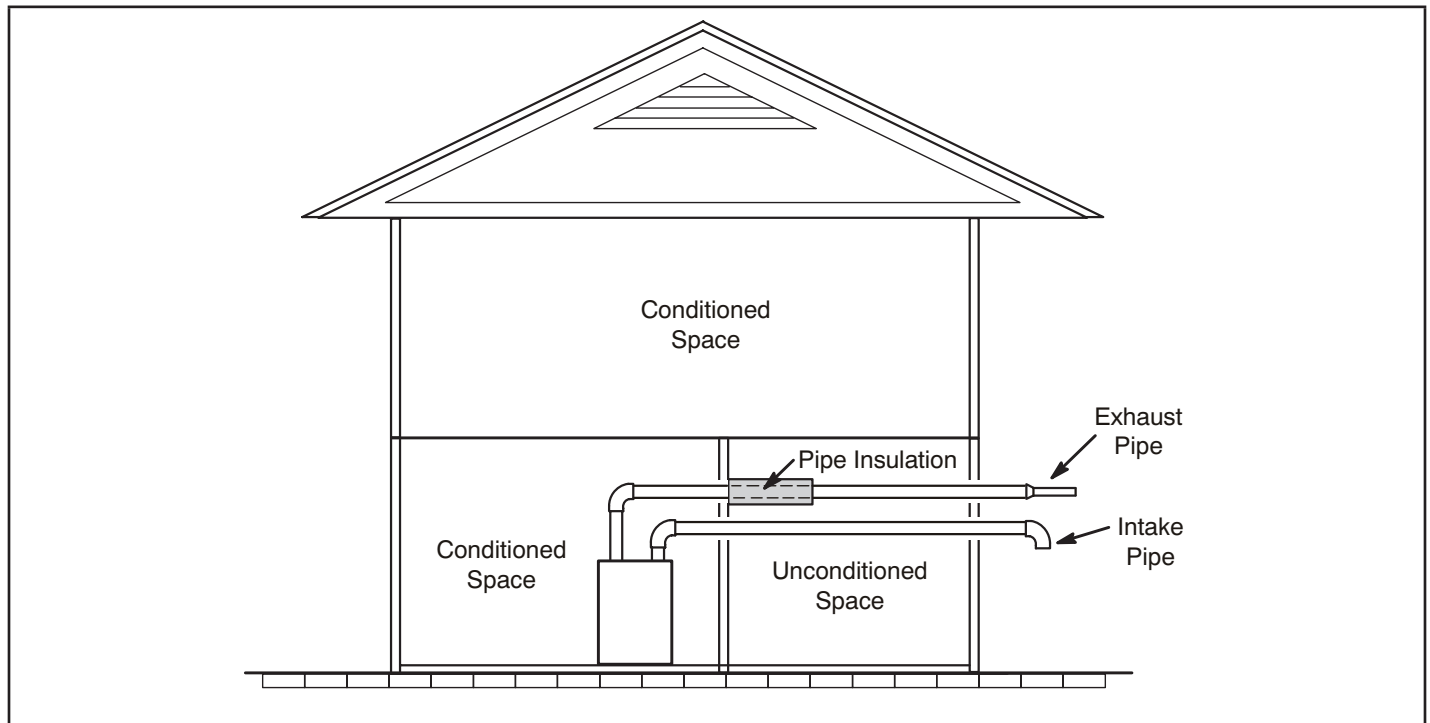 Conditioned
Space
Exhaust
Pipe
Pipe Insulation
Intake
Pipe
Conditioned
Space
Unconditioned
Space